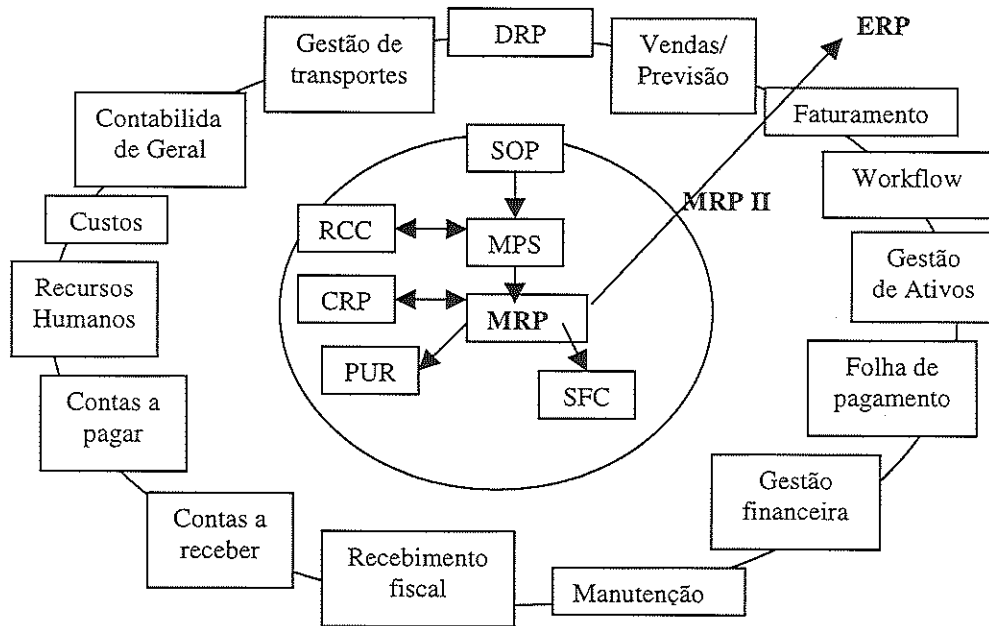 Gestão de
transportes
DRP
Vendas/
Previsão
ERP
Contabilida
de Geral
Faturamento
SOP
Workflow
Custos
RCC
MPS
MRP II
Gestão
de Ativos
Recursos
Humanos
CRP
MRP
PUR
SFC
Folha de
pagamento
Contas a
pagar
Gestão
financeira
Contas a
receber
Recebimento
fiscal
Manutenção